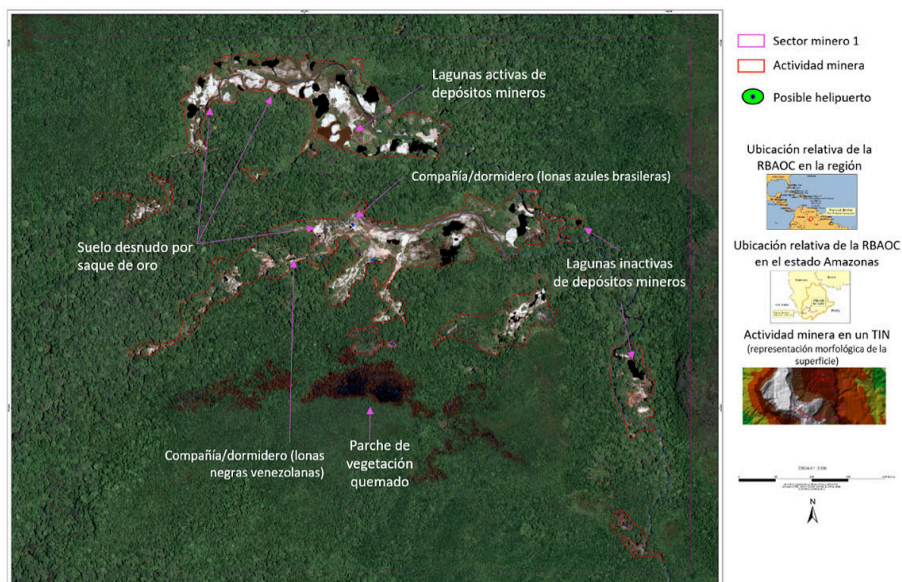 Lagunas activas de
depósitos mineros
Compañía/dormidero (lonas azules brasileras)
Suelo desnudo por
saque de oro
Lagunas inactivas
de depósitos mineros
Compañía/dormidero (lonas
negras venezolanas)
Parche de
vegetación
quemado
Sector minero 1
Actividad minera
Posible helipuerto
Ubicación relativa de la
RBAOC en la región
Ubicación relativa de la RBAOC
en el estado Amazonas
Actividad minera en un TIN
(representación morfológica de la
superficie)
N